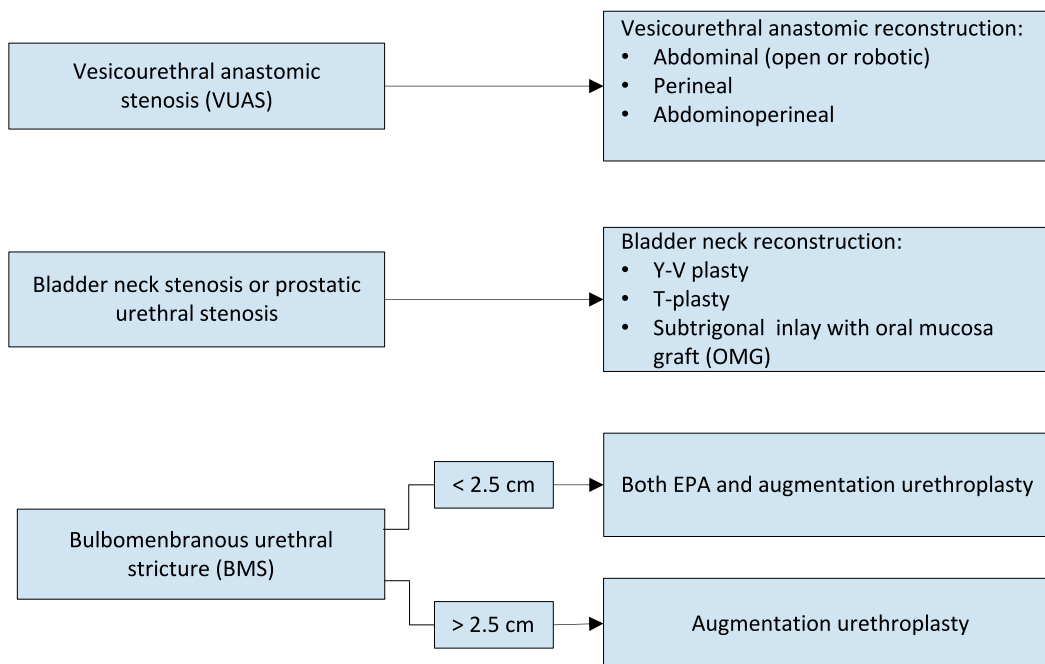 Vesicourethral anastomic
stenosis (VUAS)
Vesicourethral anastomic reconstruction:
• Abdominal (open or robotic)
• Perineal
• Abdominoperineal
Bladder neck stenosis or prostatic
urethral stenosis
Bladder neck reconstruction:
• Y-V plasty
• T-plasty
• Subtrigonal inlay with oral mucosa
graft (OMG)
Bulbomenbranous urethral
stricture (BMS)
< 2.5 cm
Both EPA and augmentation urethroplasty
> 2.5 cm
Augmentation urethroplasty